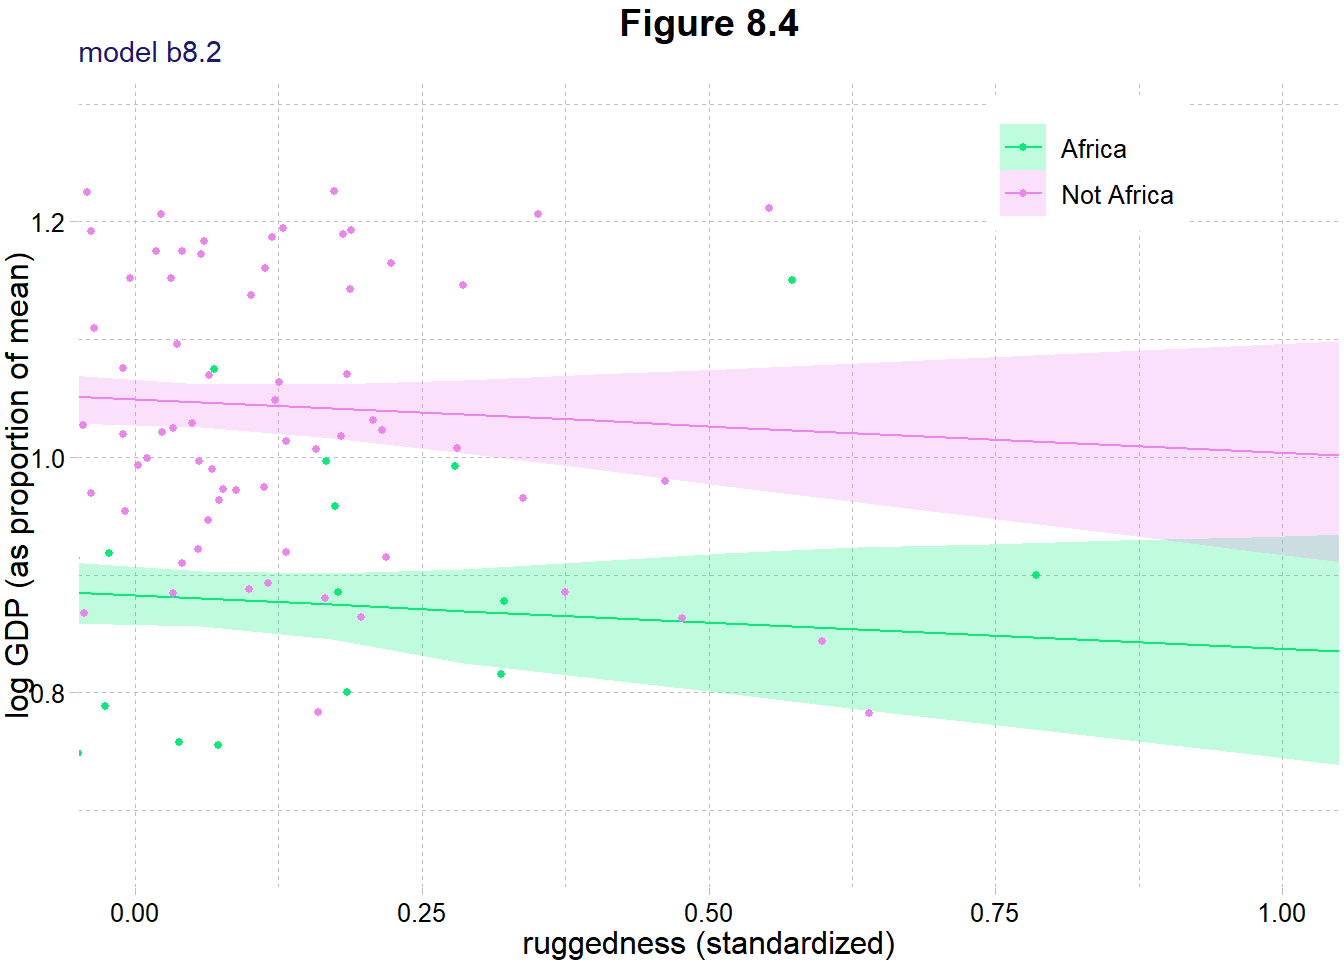 Figure 8.4
model b8.2
Africa
Not Africa
1.2
1.0
0.8
log GDP (as proportion of mean)
0.00 0.25 0.50 0.75 1.00
ruggedness (standardized)